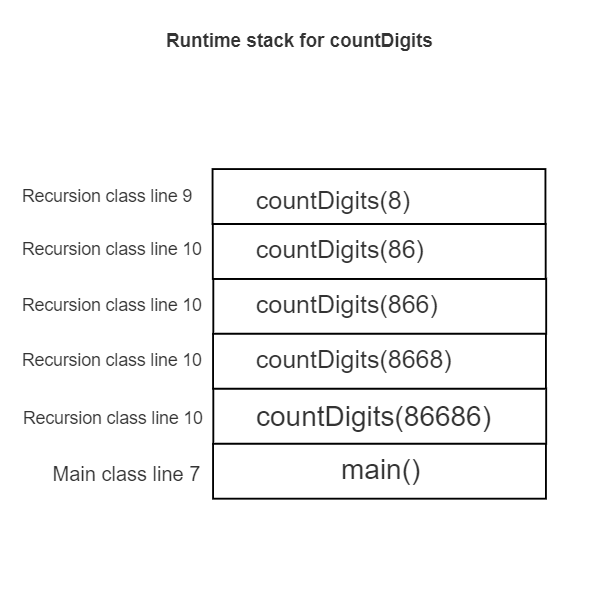 Runtime stack for countDigits
Recursion class line 9 countDigits(8)
Recursion class line 10 countDigits(86)
Recursion class line 10 countDigits(866)
Recursion class line 10 countDigits(8668)
Recursion class line 10 countDigits(86686)
Main class line 7 main()